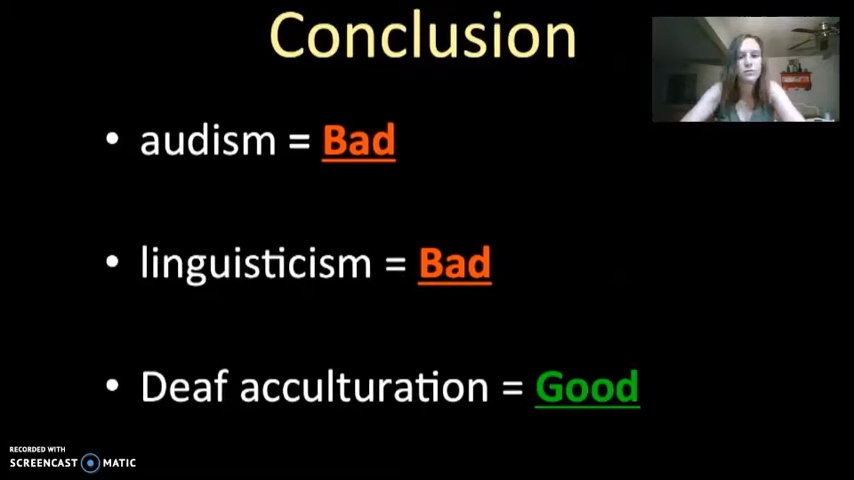 Conclusion
• audism = Bad
• linguisticism = Bad
• Deaf acculturation = Good
RECORDED WITH
SCREENCAST MATIC